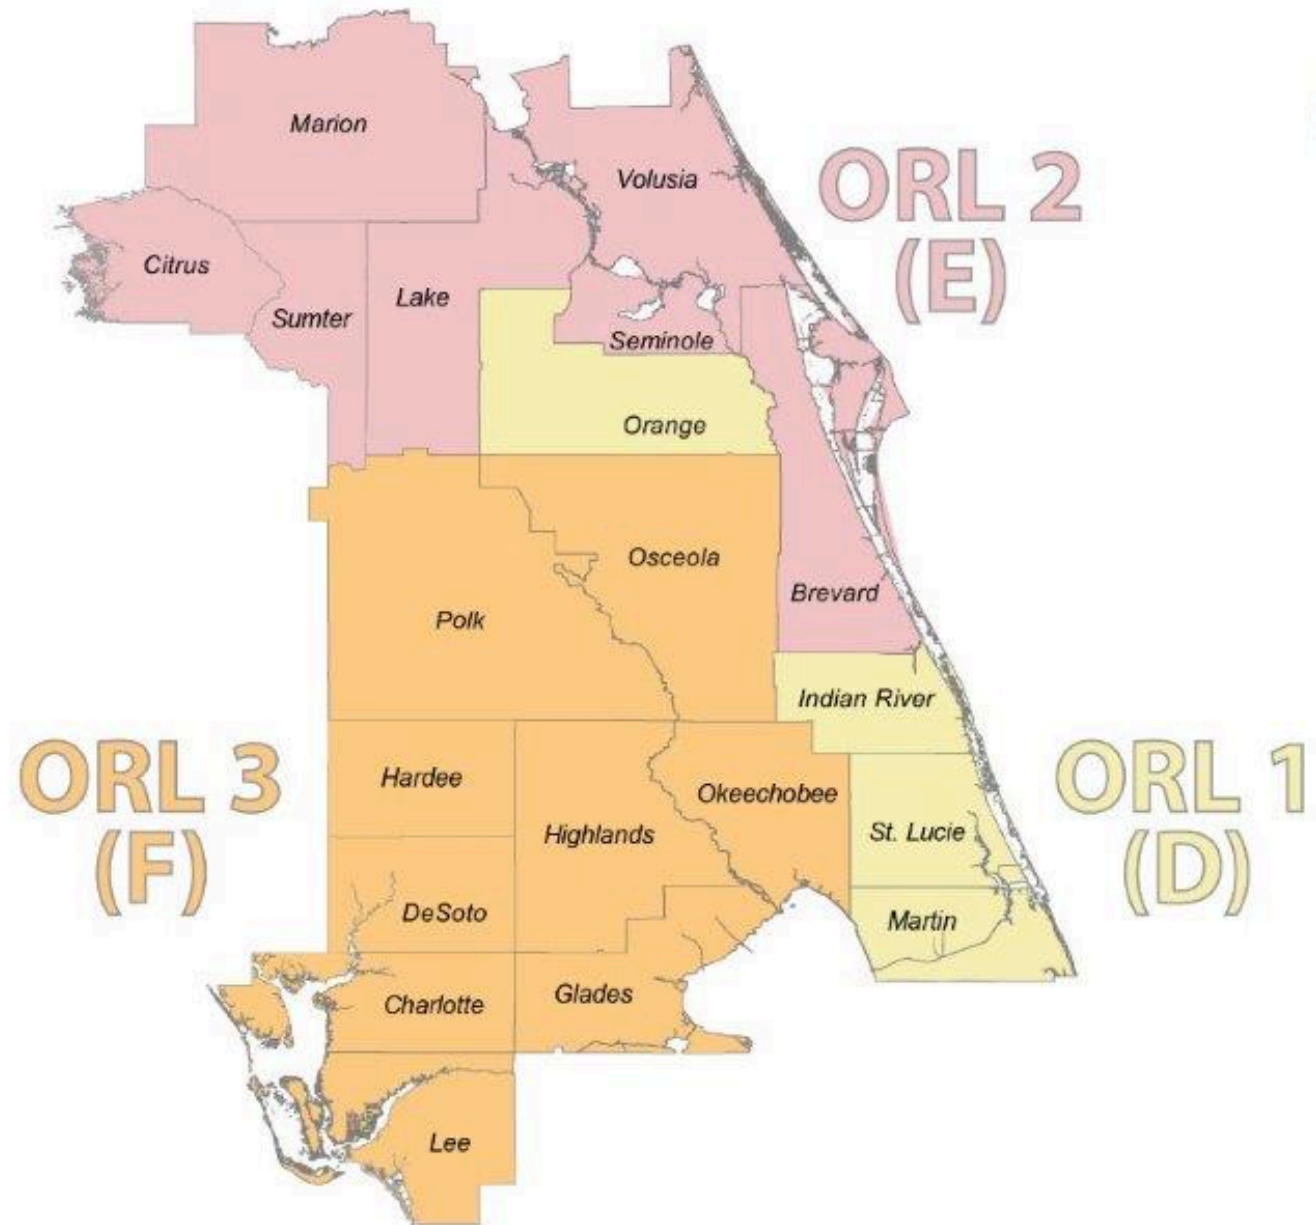 Marion
Volusia
ORL 2
(E)
Citrus
Lake
Sumter
Seminole
Orange
Osceola
Brevard
Polk
Indian River
ORL 3
(F)
ORL 1
(D)
Hardee
Okeechobee
Highlands
St. Lucie
DeSoto
Martin
Glades
Charlotte
Lee